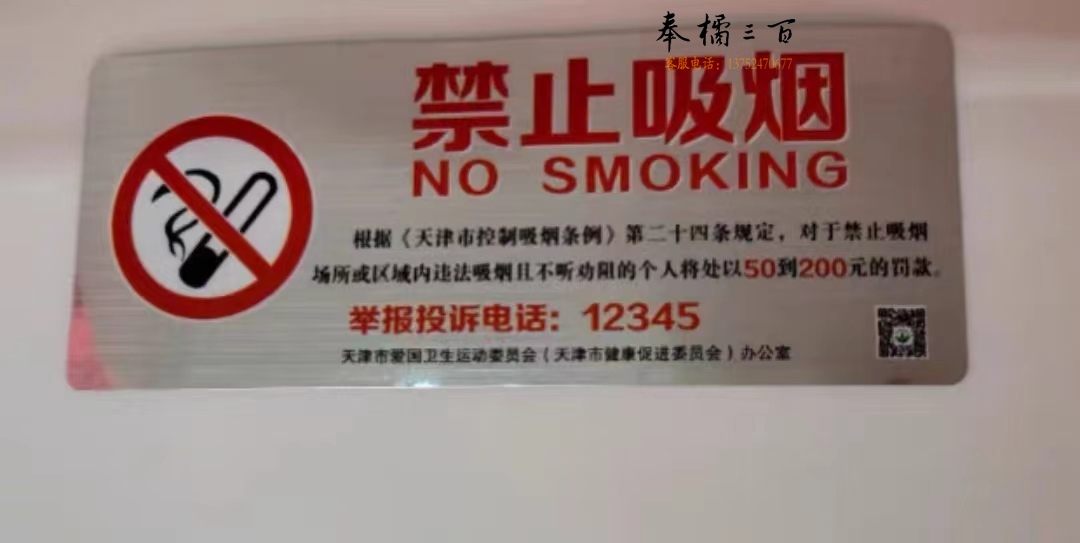 奉橘三百
客服电话：13752470677
禁止吸烟
NO SMOKING
根据《天津市控制吸烟条例》第二十四条规定，对于禁止吸烟
场所或区域内违法吸烟且不听劝阻的个人将处以50到200元的罚款。
举报投诉电话：12345
天津市爱国卫生运动委员会（天津市健康促进委员会）办公室